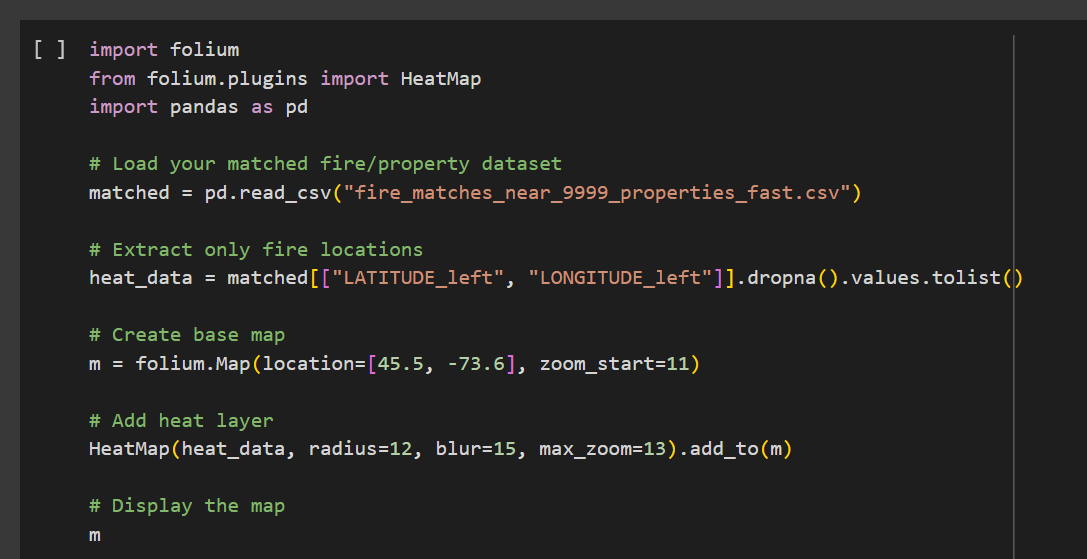 [ ] import folium
from folium.plugins import HeatMap
import pandas as pd
# Load your matched fire/property dataset
matched = pd.read_csv("fire_matches_near_9999_properties_fast.csv")
# Extract only fire locations
heat_data = matched[["LATITUDE_left", "LONGITUDE_left"]].dropna().values.tolist()
# Create base map
m = folium.Map(location=[45.5, -73.6], zoom_start=11)
# Add heat layer
HeatMap(heat_data, radius=12, blur=15, max_zoom=13).add_to(m)
# Display the map
m